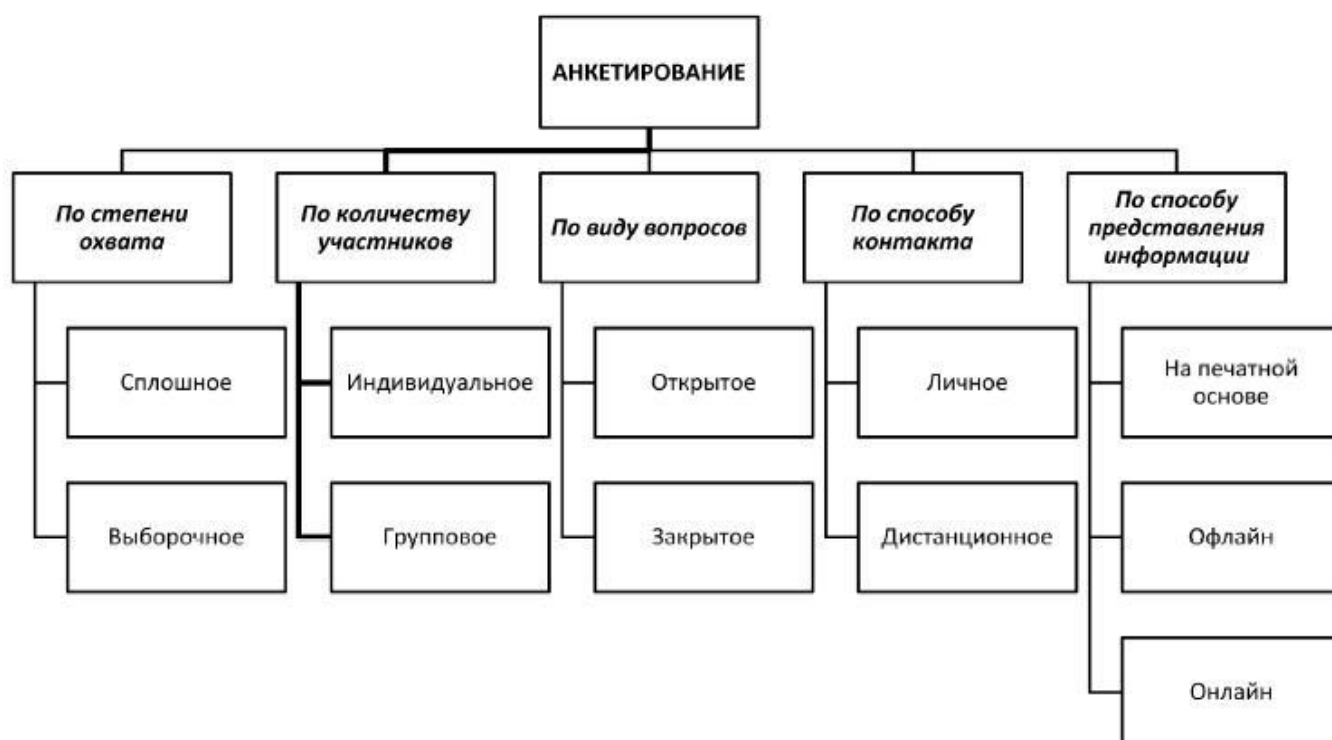 АНКЕТИРОВАНИЕ
По степени
охвата
По количеству
участников
По виду вопросов
По способу
контакта
По способу
представления
информации
Сплошное
Индивидуальное
Открытое
Личное
На печатной
основе
Выборочное
Групповое
Закрытое
Дистанционное
Офлайн
Онлайн